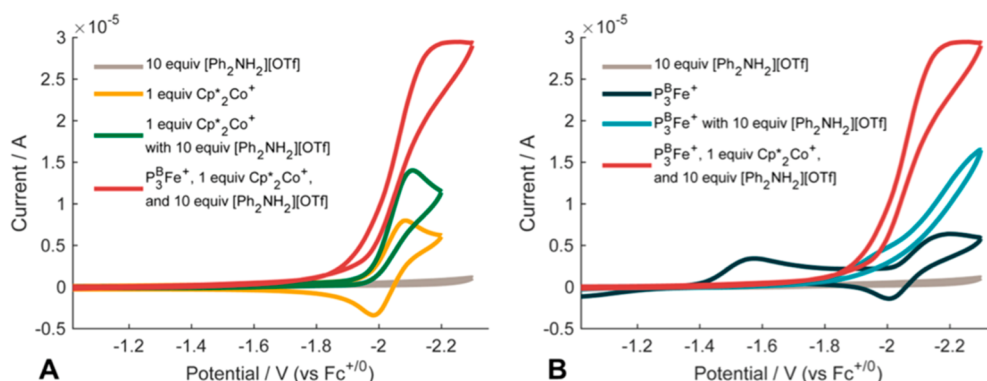 ×10⁻⁵
3
2.5
2
1.5
1
0.5
0
-0.5
Current / A
10 equiv [Ph₂NH₂][OTf]
1 equiv Cp*₂Co⁺
1 equiv Cp*₂Co⁺
with 10 equiv [Ph₂NH₂][OTf]
P₃ᴮFe⁺, 1 equiv Cp*₂Co⁺,
and 10 equiv [Ph₂NH₂][OTf]
-1.2 -1.4 -1.6 -1.8 -2 -2.2
A Potential / V (vs Fc⁺/⁰)
×10⁻⁵
3
2.5
2
1.5
1
0.5
0
-0.5
Current / A
10 equiv [Ph₂NH₂][OTf]
P₃ᴮFe⁺
P₃ᴮFe⁺ with 10 equiv [Ph₂NH₂][OTf]
P₃ᴮFe⁺, 1 equiv Cp*₂Co⁺,
and 10 equiv [Ph₂NH₂][OTf]
-1.2 -1.4 -1.6 -1.8 -2 -2.2
B Potential / V (vs Fc⁺/⁰)